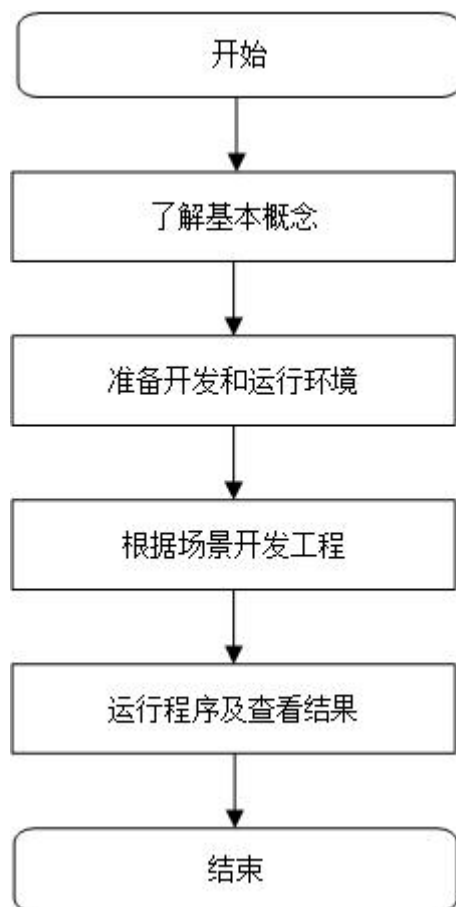 开始
了解基本概念
准备开发和运行环境
根据场景开发工程
运行程序及查看结果
结束